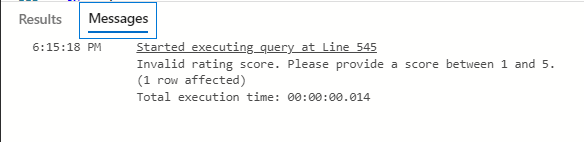 Results Messages
6:15:18 PM Started executing query at Line 545
Invalid rating score. Please provide a score between 1 and 5.
(1 row affected)
Total execution time: 00:00:00.014